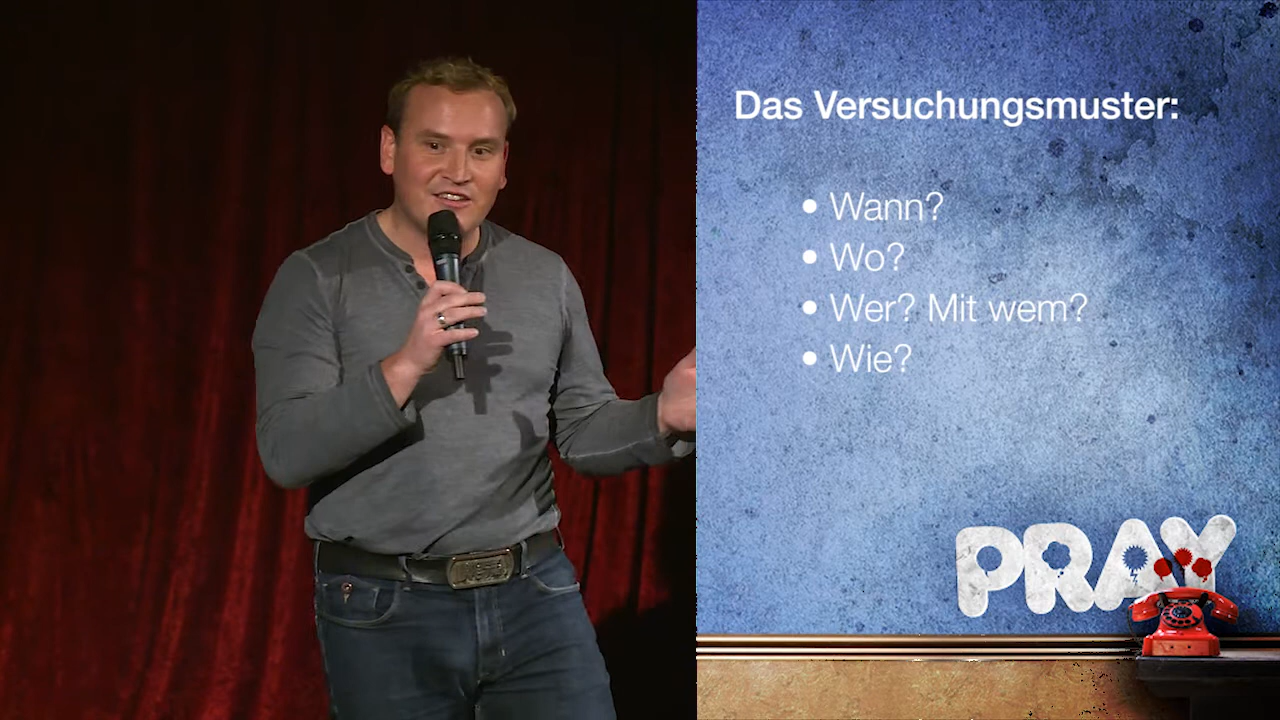 Das Versuchungsmuster:
• Wann?
• Wo?
• Wer? Mit wem?
• Wie?
PRAY